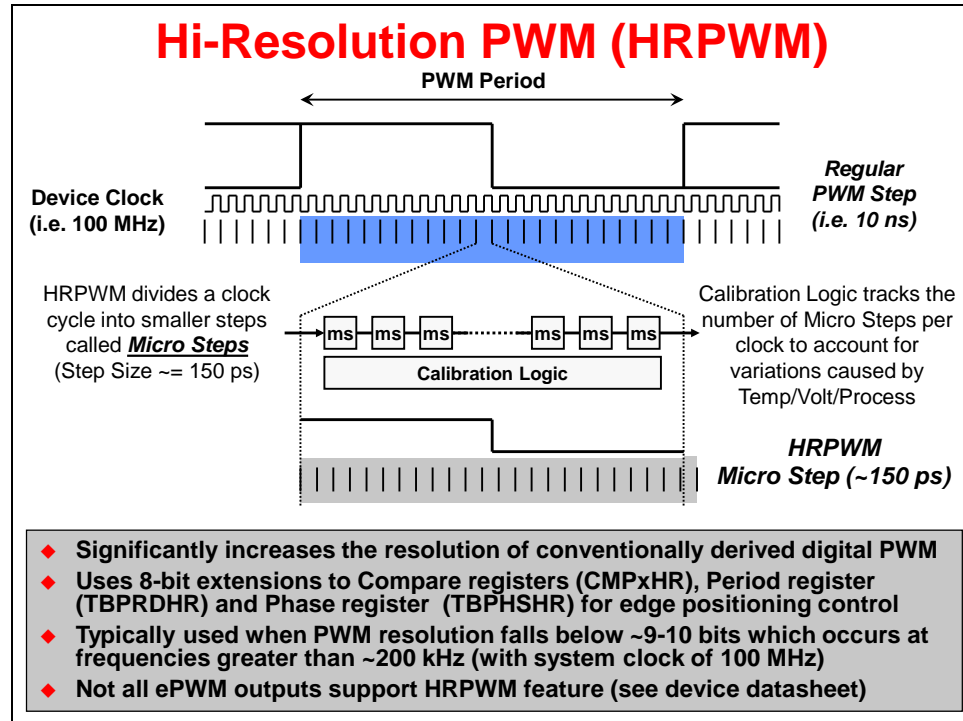 Hi-Resolution PWM (HRPWM)
PWM Period
Device Clock
(i.e. 100 MHz)
Regular
PWM Step
(i.e. 10 ns)
HRPWM divides a clock
cycle into smaller steps
called Micro Steps
(Step Size ~= 150 ps)
ms ms ms ms ms ms
Calibration Logic
Calibration Logic tracks the
number of Micro Steps per
clock to account for
variations caused by
Temp/Volt/Process
HRPWM
Micro Step (~150 ps)
Significantly increases the resolution of conventionally derived digital PWM
Uses 8-bit extensions to Compare registers (CMPxHR), Period register
(TBPRDHR) and Phase register (TBPHSHR) for edge positioning control
Typically used when PWM resolution falls below ~9-10 bits which occurs at
frequencies greater than ~200 kHz (with system clock of 100 MHz)
Not all ePWM outputs support HRPWM feature (see device datasheet)